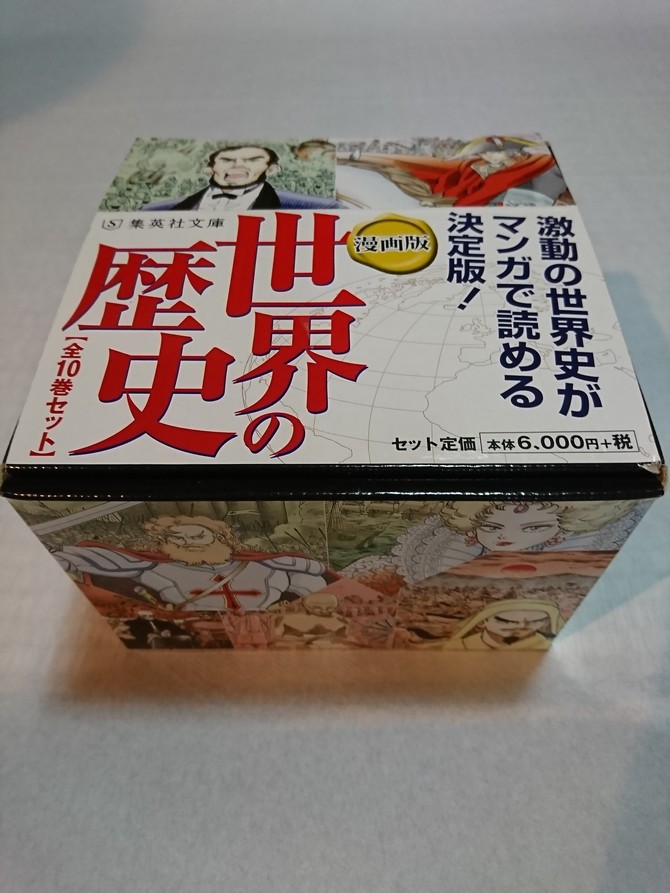 S 集英社文庫
漫画版
世界の
歴史
【全10巻セット】
激動の世界史が
マンガで読める
決定版!
セット定価 本体6,000円+税